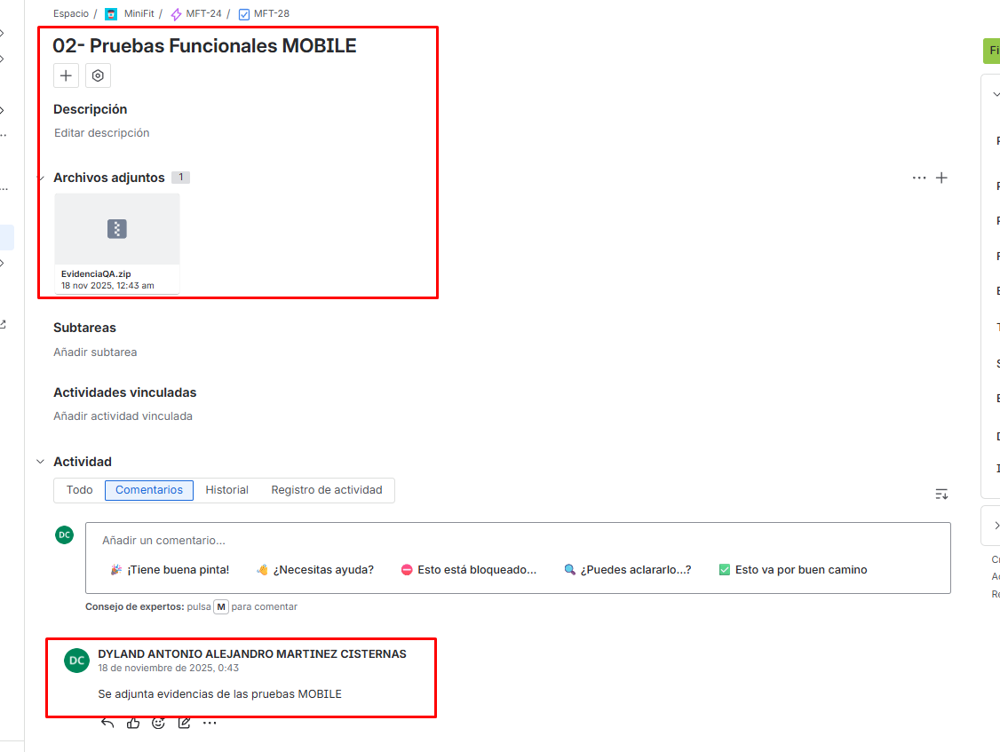 Espacio / MiniFit / MFT-24 / MFT-28
02- Pruebas Funcionales MOBILE
Fi
Descripción
Editar descripción
Archivos adjuntos 1
EvidenciaQA.zip
18 nov 2025, 12:43 am
Subtareas
Añadir subtarea
Actividades vinculadas
Añadir actividad vinculada
Actividad
Todo Comentarios Historial Registro de actividad
DC
Añadir un comentario...
¡Tiene buena pinta! ¿Necesitas ayuda? Esto está bloqueado... ¿Puedes aclararlo...? Esto va por buen camino
Consejo de expertos: pulsa M para comentar
DC
DYLAND ANTONIO ALEJANDRO MARTINEZ CISTERNAS
18 de noviembre de 2025, 0:43
Se adjunta evidencias de las pruebas MOBILE